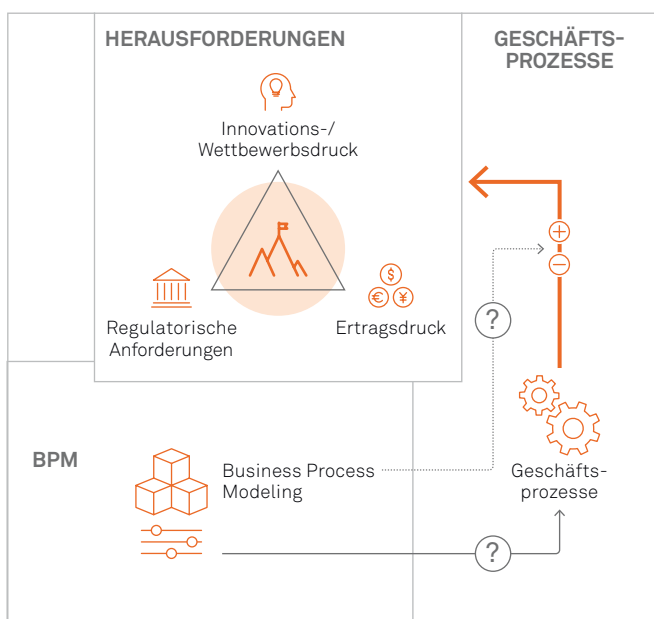 HERAUSFORDERUNGEN
GESCHÄFTS-
PROZESSE
Innovations-/
Wettbewerbsdruck
$
€ ¥
Regulatorische
Anforderungen
Ertragsdruck
+
−
?
BPM
Business Process
Modeling
Geschäfts-
prozesse
?